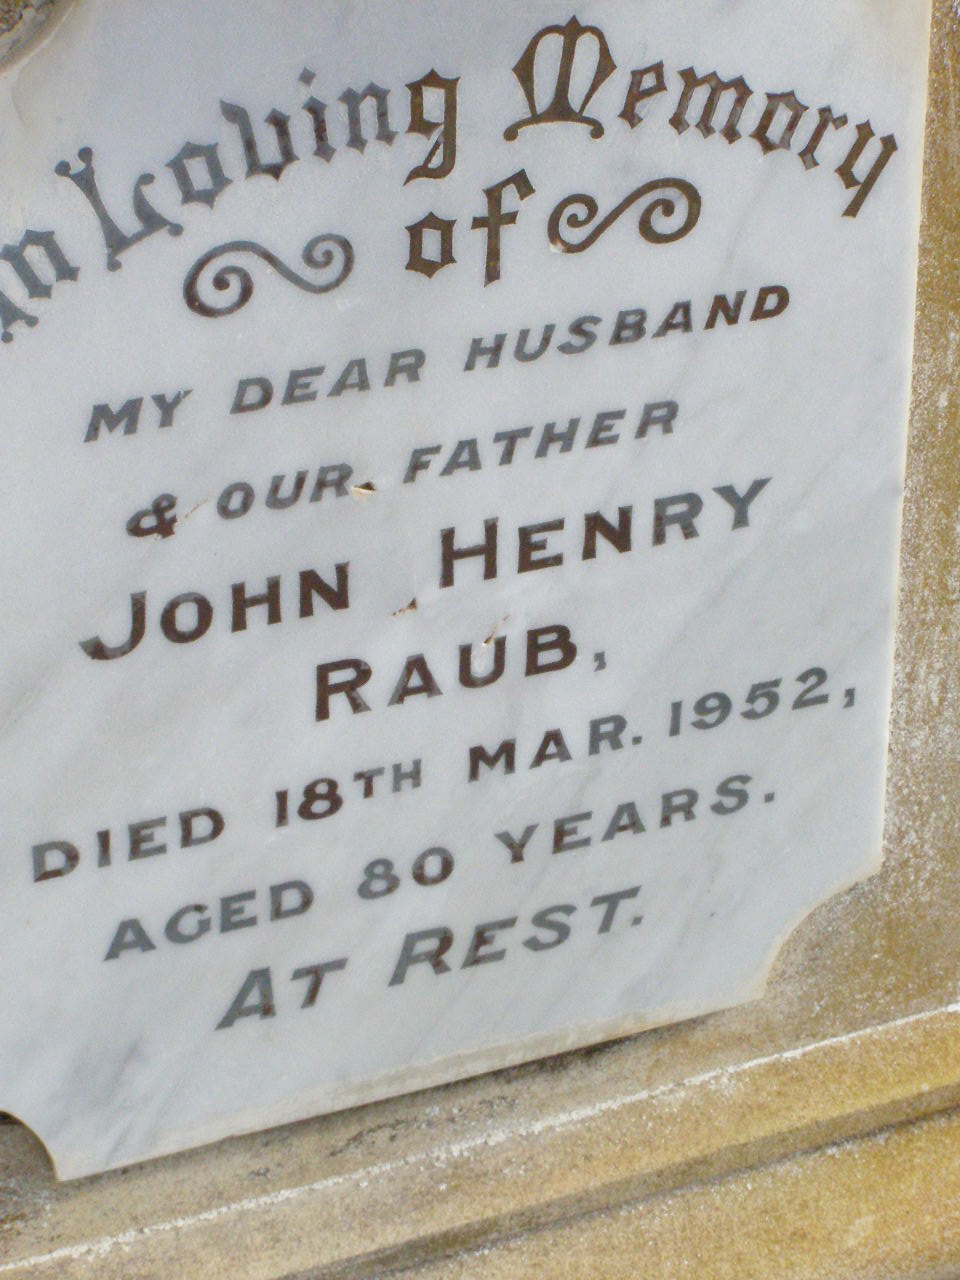 In Loving Memory
of
MY DEAR HUSBAND
& OUR FATHER
JOHN HENRY
RAUB,
DIED 18TH MAR. 1952,
AGED 80 YEARS.
AT REST.